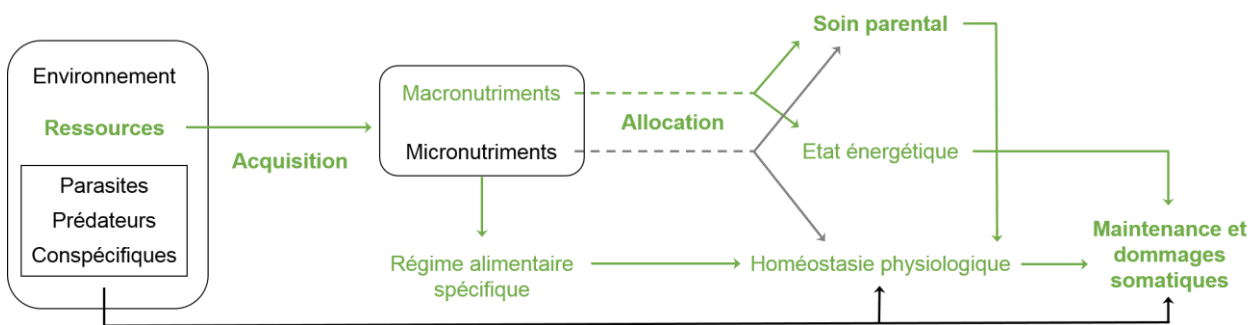 Environnement
Ressources
Parasites
Prédateurs
Conspécifiques
Acquisition
Macronutriments
Micronutriments
Régime alimentaire
spécifique
Allocation
Soin parental
Etat énergétique
Homéostasie physiologique
Maintenance et
dommages
somatiques